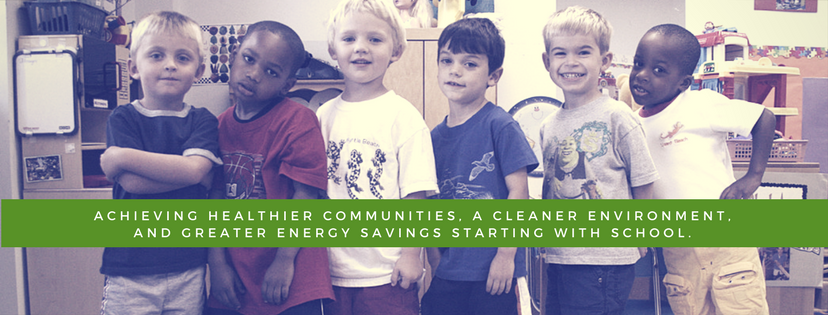 ACHIEVING HEALTHIER COMMUNITIES, A CLEANER ENVIRONMENT,
AND GREATER ENERGY SAVINGS STARTING WITH SCHOOL.